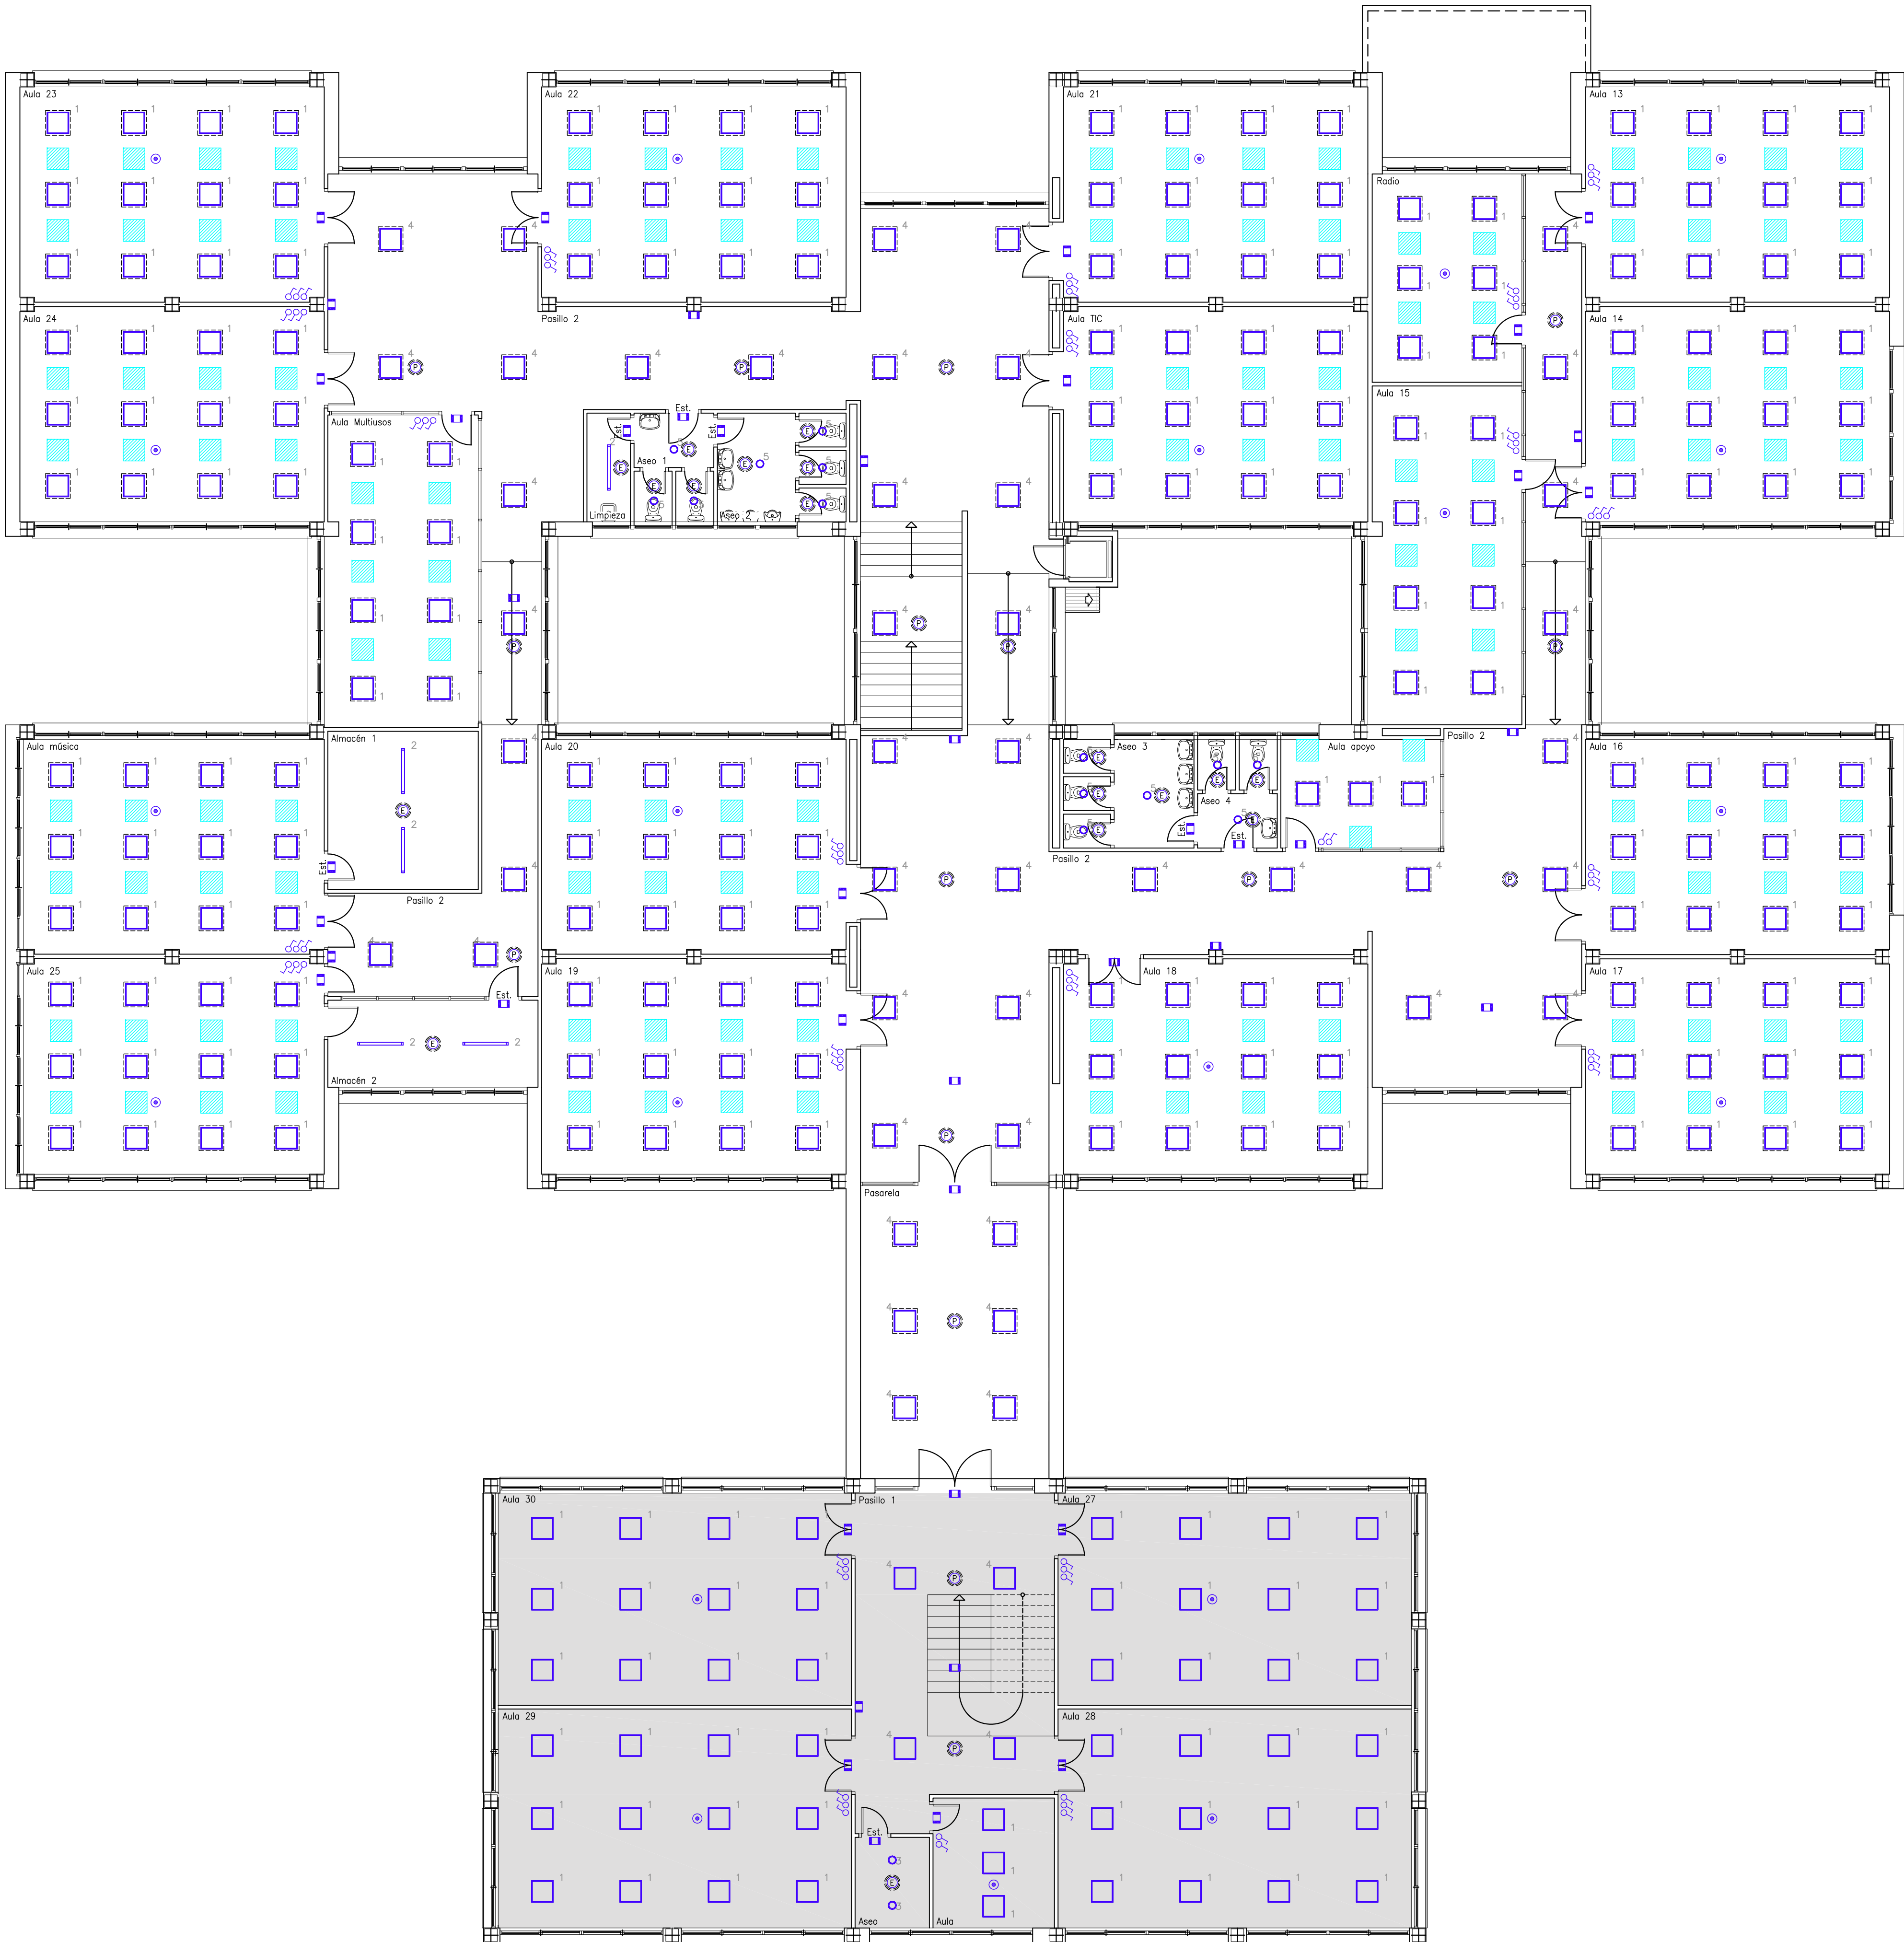 Aula 23
Aula 22
Aula 21
Aula 13
Radio
Aula 24
Pasillo 2
Aula TIC
Aula 14
Aula 15
Aula Multiusos
Est.
Est.
Est.
Aseo 1
Limpieza
Aseo 2
Aula música
Almacén 1
Aula 20
Aseo 3
Aula apoyo
Pasillo 2
Aula 16
Aseo 4
Est.
Est.
Pasillo 2
Est.
Pasillo 2
Aula 25
Aula 19
Aula 18
Aula 17
Est.
Almacén 2
Pasarela
Aula 30
Pasillo 1
Aula 27
Aula 29
Aula 28
Est.
Aseo
Aula